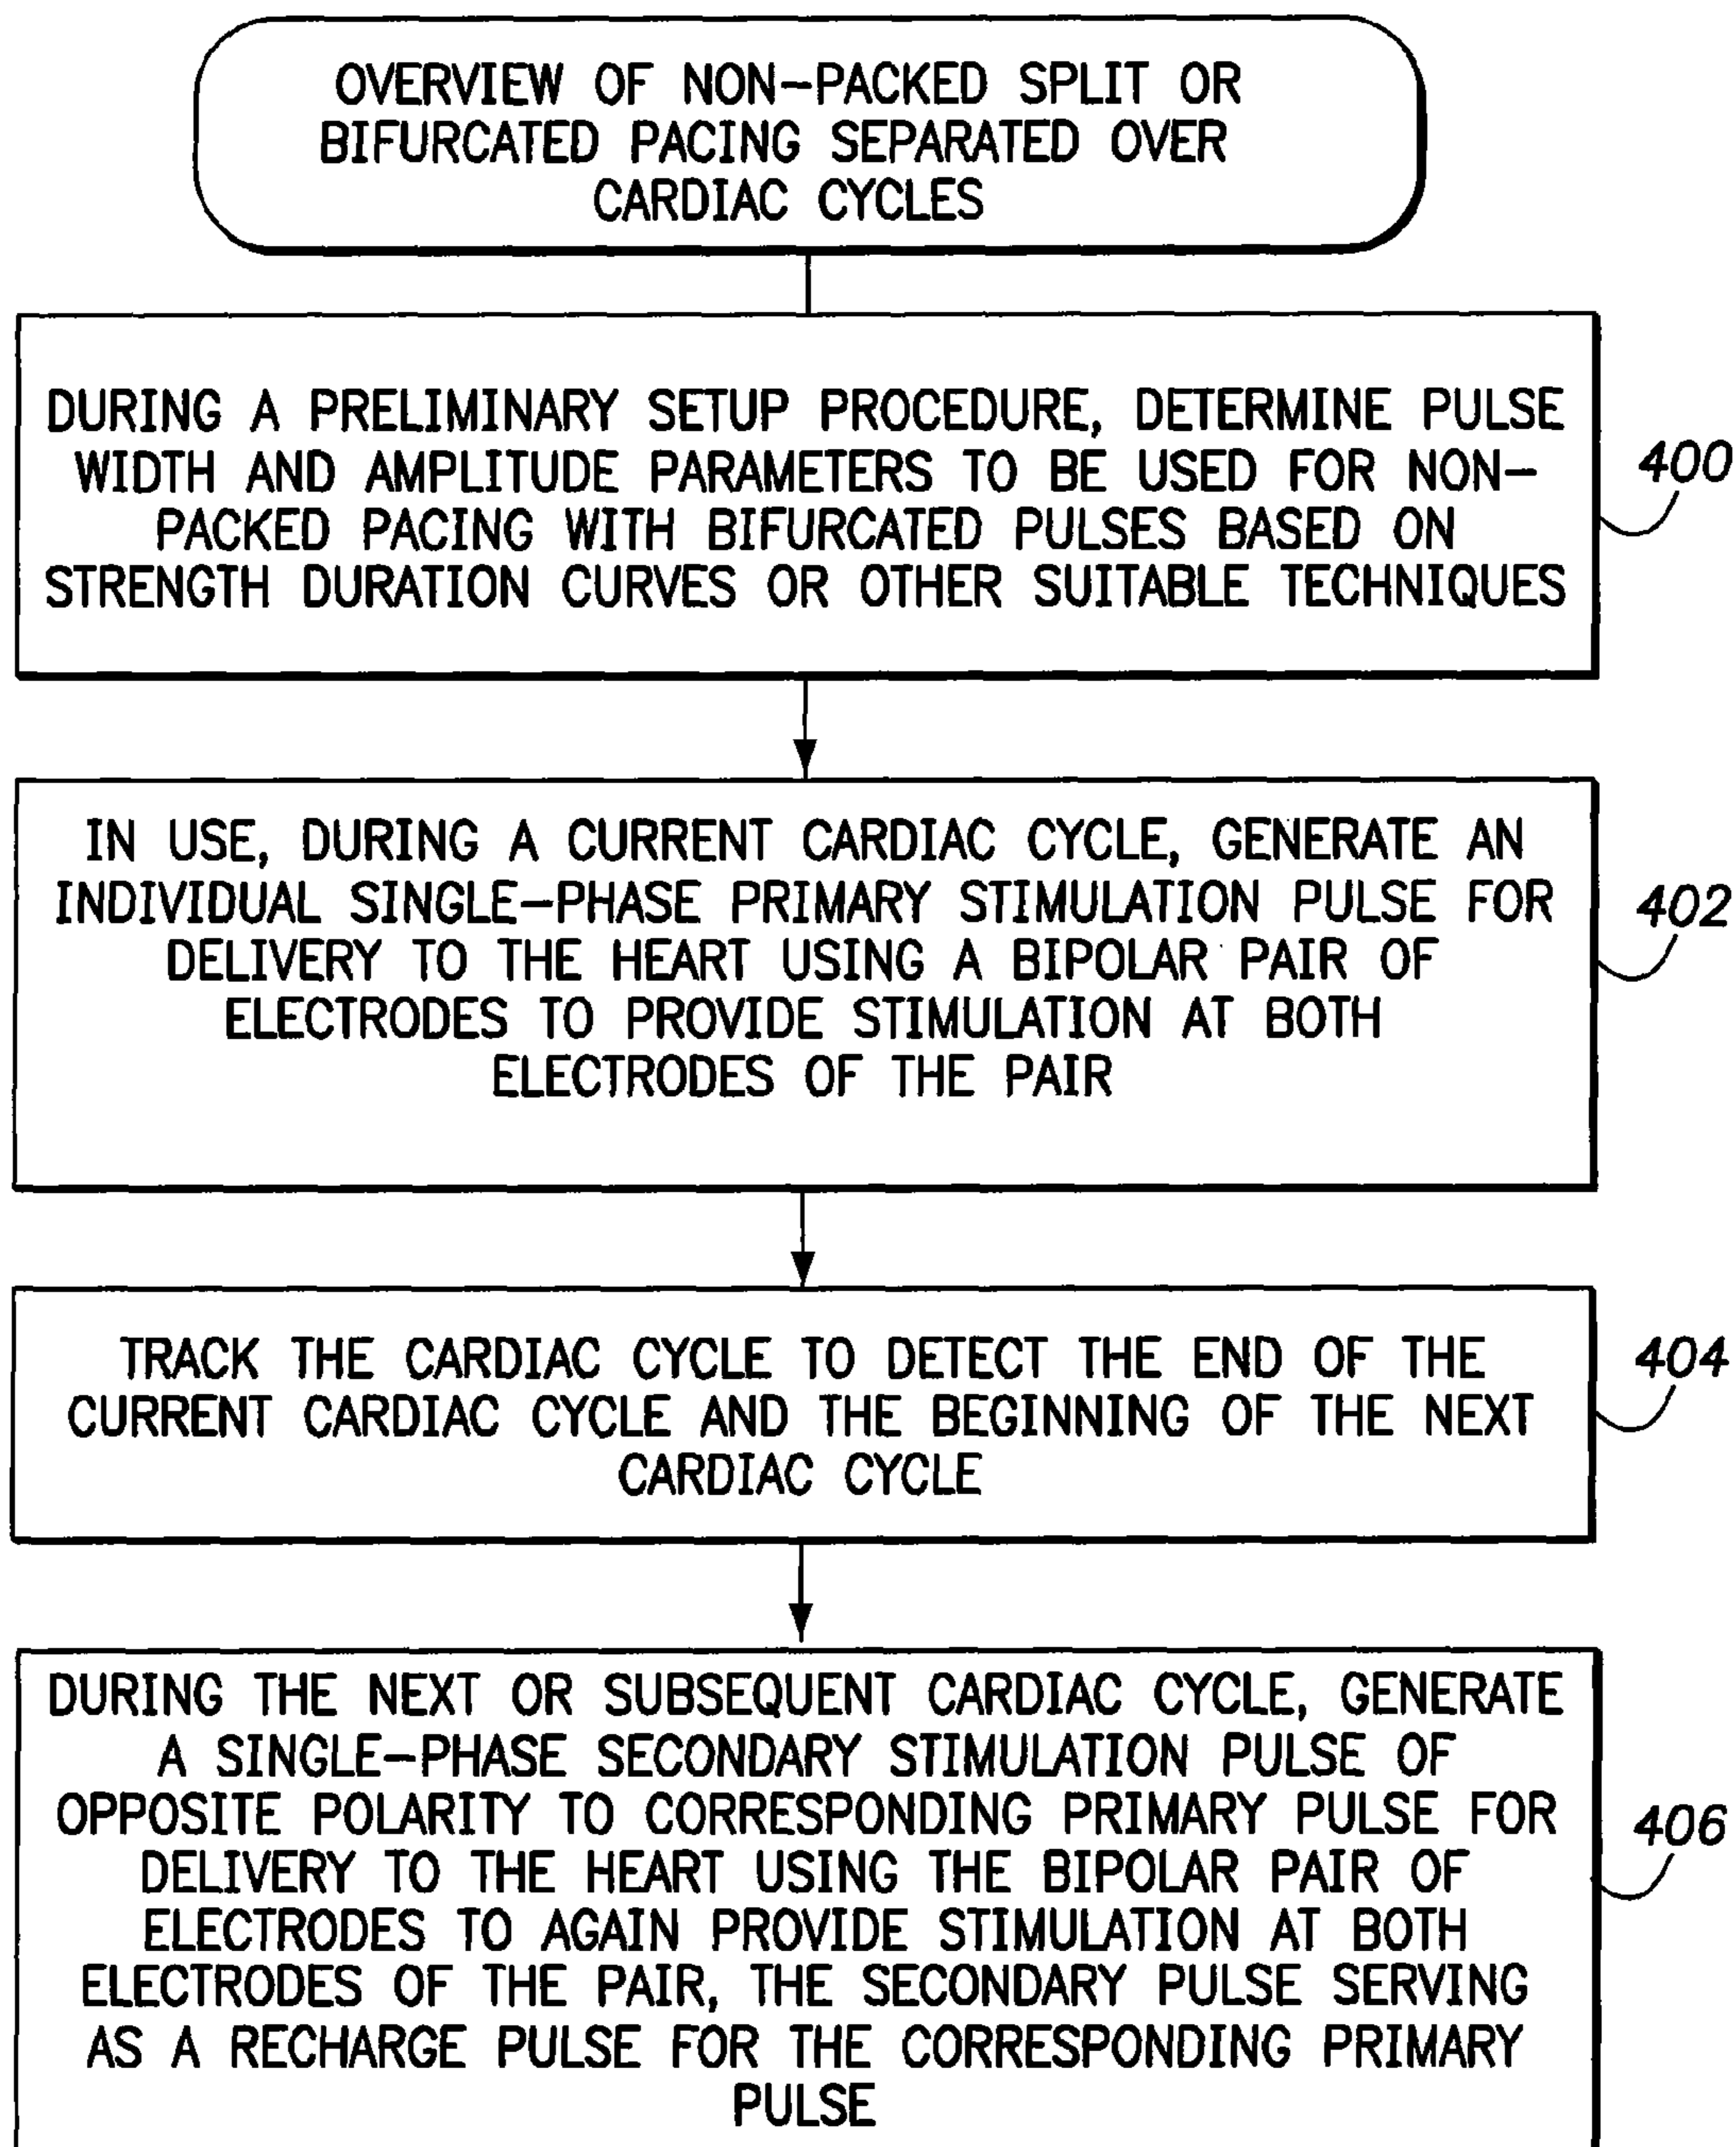 OVERVIEW OF NON-PACKED SPLIT OR
BIFURCATED PACING SEPARATED OVER
CARDIAC CYCLES
DURING A PRELIMINARY SETUP PROCEDURE, DETERMINE PULSE
WIDTH AND AMPLITUDE PARAMETERS TO BE USED FOR NON-
PACKED PACING WITH BIFURCATED PULSES BASED ON
STRENGTH DURATION CURVES OR OTHER SUITABLE TECHNIQUES
400
IN USE, DURING A CURRENT CARDIAC CYCLE, GENERATE AN
INDIVIDUAL SINGLE-PHASE PRIMARY STIMULATION PULSE FOR
DELIVERY TO THE HEART USING A BIPOLAR PAIR OF
ELECTRODES TO PROVIDE STIMULATION AT BOTH
ELECTRODES OF THE PAIR
402
TRACK THE CARDIAC CYCLE TO DETECT THE END OF THE
CURRENT CARDIAC CYCLE AND THE BEGINNING OF THE NEXT
CARDIAC CYCLE
404
DURING THE NEXT OR SUBSEQUENT CARDIAC CYCLE, GENERATE
A SINGLE-PHASE SECONDARY STIMULATION PULSE OF
OPPOSITE POLARITY TO CORRESPONDING PRIMARY PULSE FOR
DELIVERY TO THE HEART USING THE BIPOLAR PAIR OF
ELECTRODES TO AGAIN PROVIDE STIMULATION AT BOTH
ELECTRODES OF THE PAIR, THE SECONDARY PULSE SERVING
AS A RECHARGE PULSE FOR THE CORRESPONDING PRIMARY
PULSE
406